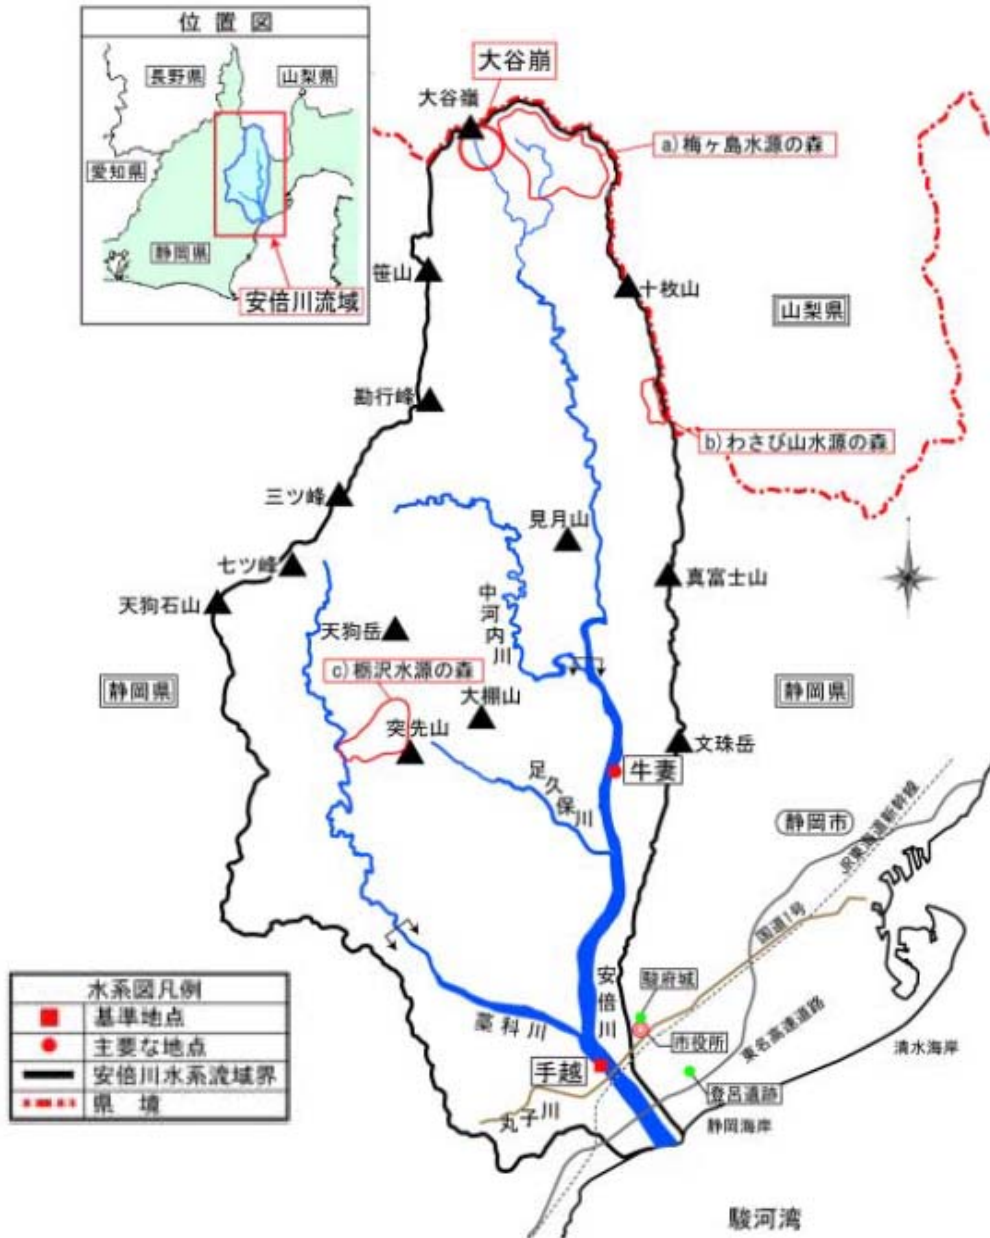 位置図
長野県
山梨県
愛知県
静岡県
安倍川流域
大谷崩
大谷嶺
a)梅ヶ島水源の森
笹山
十枚山
山梨県
勘行峰
b)わさび山水源の森
三ツ峰
見月山
七ツ峰
真富士山
天狗石山
中河内川
天狗岳
c)栃沢水源の森
静岡県
静岡県
大棚山
突先山
文珠岳
牛妻
足久保川
静岡市
JR東海道新幹線
国道1号
安倍川
駿府城
水系図凡例
基準地点
主要な地点
安倍川水系流域界
県境
藁科川
市役所
東名高速道路
清水海岸
手越
登呂遺跡
丸子川
静岡海岸
駿河湾